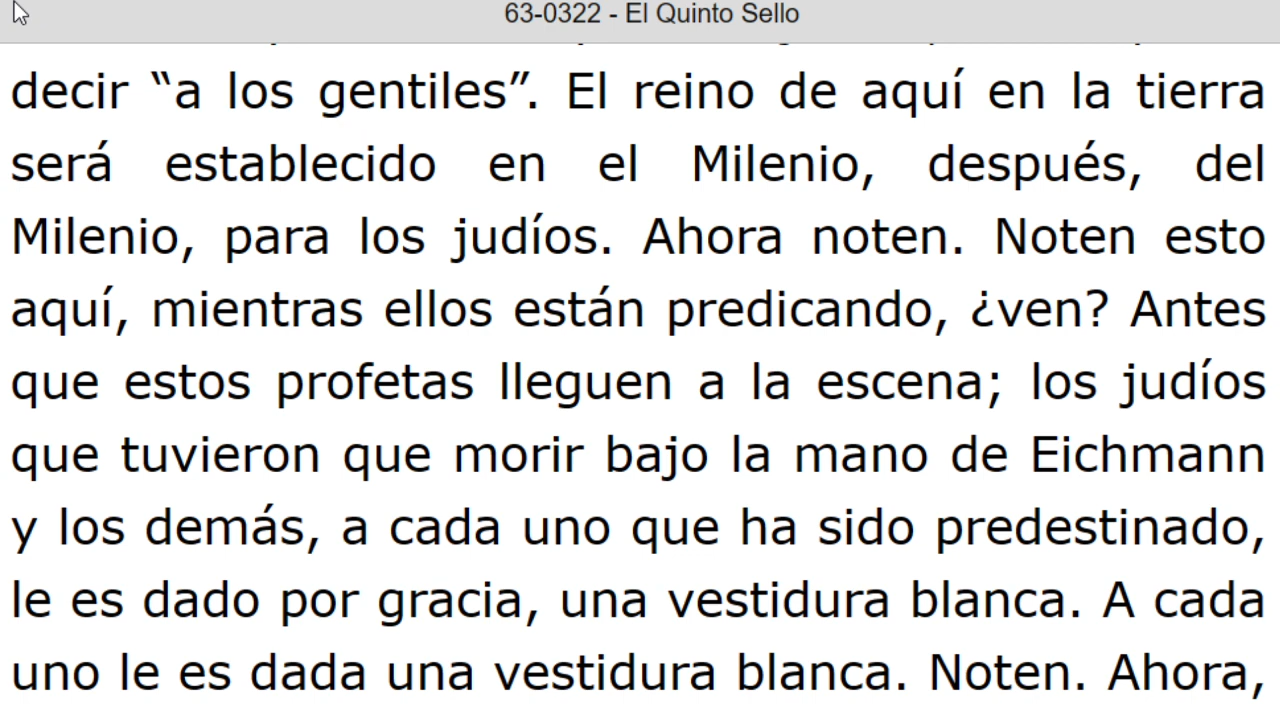 63-0322 - El Quinto Sello
decir “a los gentiles”. El reino de aquí en la tierra
será establecido en el Milenio, después, del
Milenio, para los judíos. Ahora noten. Noten esto
aquí, mientras ellos están predicando, ¿ven? Antes
que estos profetas lleguen a la escena; los judíos
que tuvieron que morir bajo la mano de Eichmann
y los demás, a cada uno que ha sido predestinado,
le es dado por gracia, una vestidura blanca. A cada
uno le es dada una vestidura blanca. Noten. Ahora,